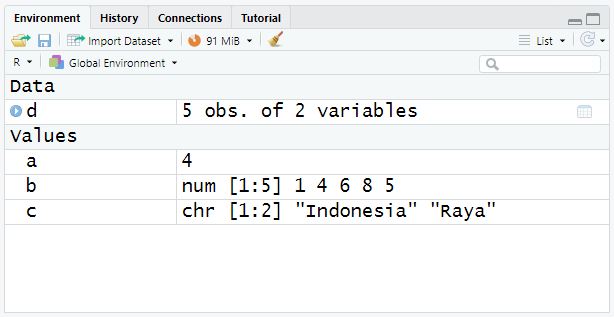 Environment History Connections Tutorial
Import Dataset 91 MiB List
R Global Environment
Data
d 5 obs. of 2 variables
Values
a 4
b num [1:5] 1 4 6 8 5
c chr [1:2] "Indonesia" "Raya"